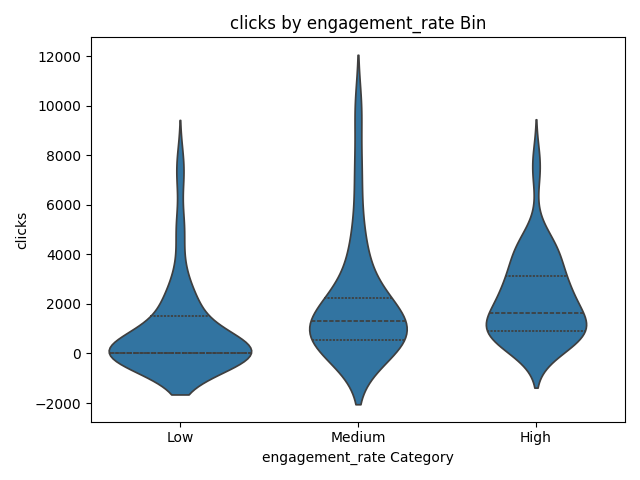 clicks by engagement_rate Bin
12000
10000
8000
6000
4000
2000
0
−2000
clicks
Low Medium High
engagement_rate Category